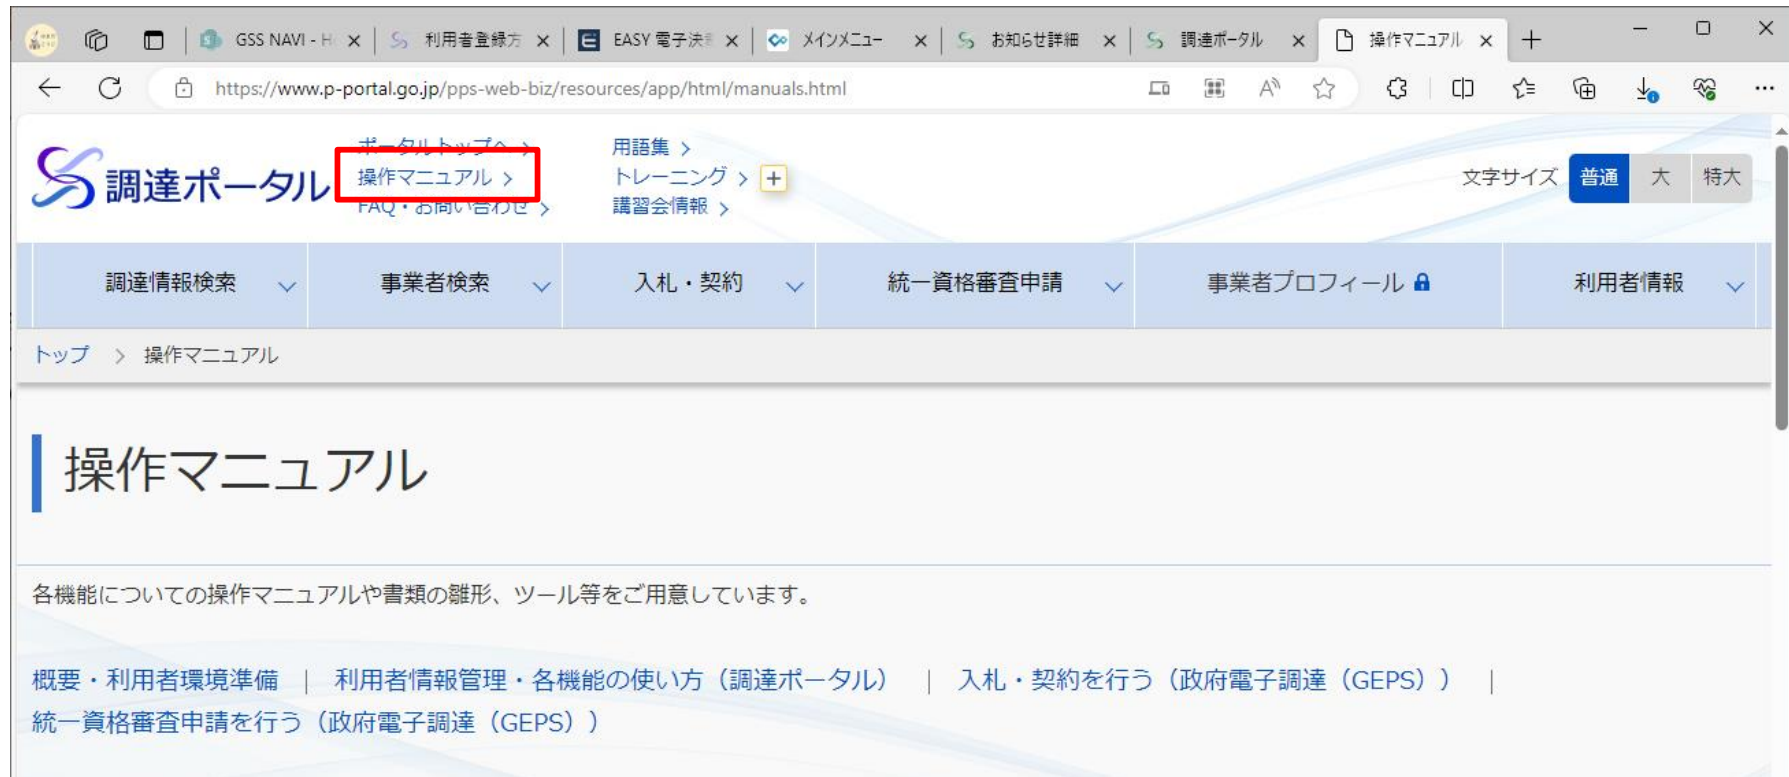 GSS NAVI - H
利用者登録方
EASY 電子決
メインメニュー
お知らせ詳細
調達ポータル
操作マニュアル
https://www.p-portal.go.jp/pps-web-biz/resources/app/html/manuals.html
調達ポータル
ポータルトップへ
操作マニュアル
FAQ・お問い合わせ
用語集
トレーニング
講習会情報
文字サイズ 普通 大 特大
調達情報検索 事業者検索 入札・契約 統一資格審査申請 事業者プロフィール 利用者情報
トップ > 操作マニュアル
操作マニュアル
各機能についての操作マニュアルや書類の雛形、ツール等をご用意しています。
概要・利用者環境準備 | 利用者情報管理・各機能の使い方(調達ポータル) | 入札・契約を行う(政府電子調達(GEPS)) |
統一資格審査申請を行う(政府電子調達(GEPS))